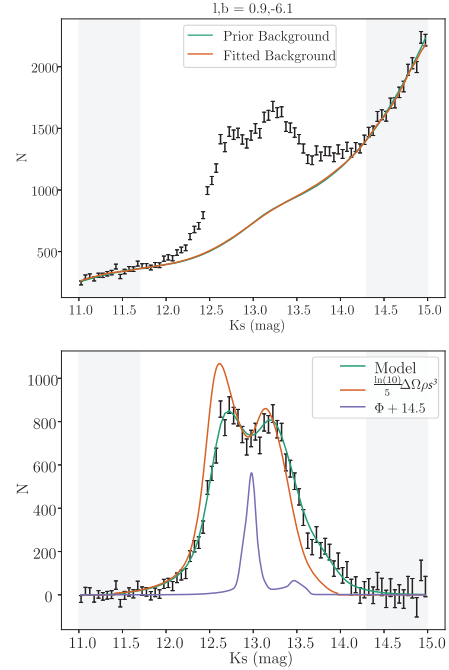 l,b = 0.9,-6.1
Prior Background
Fitted Background
2000
1500
1000
500
N
11.0 11.5 12.0 12.5 13.0 13.5 14.0 14.5 15.0
Ks (mag)
Model
ln(10)/5 ΔΩρs³
Φ + 14.5
1000
800
600
400
200
0
N
11.0 11.5 12.0 12.5 13.0 13.5 14.0 14.5 15.0
Ks (mag)